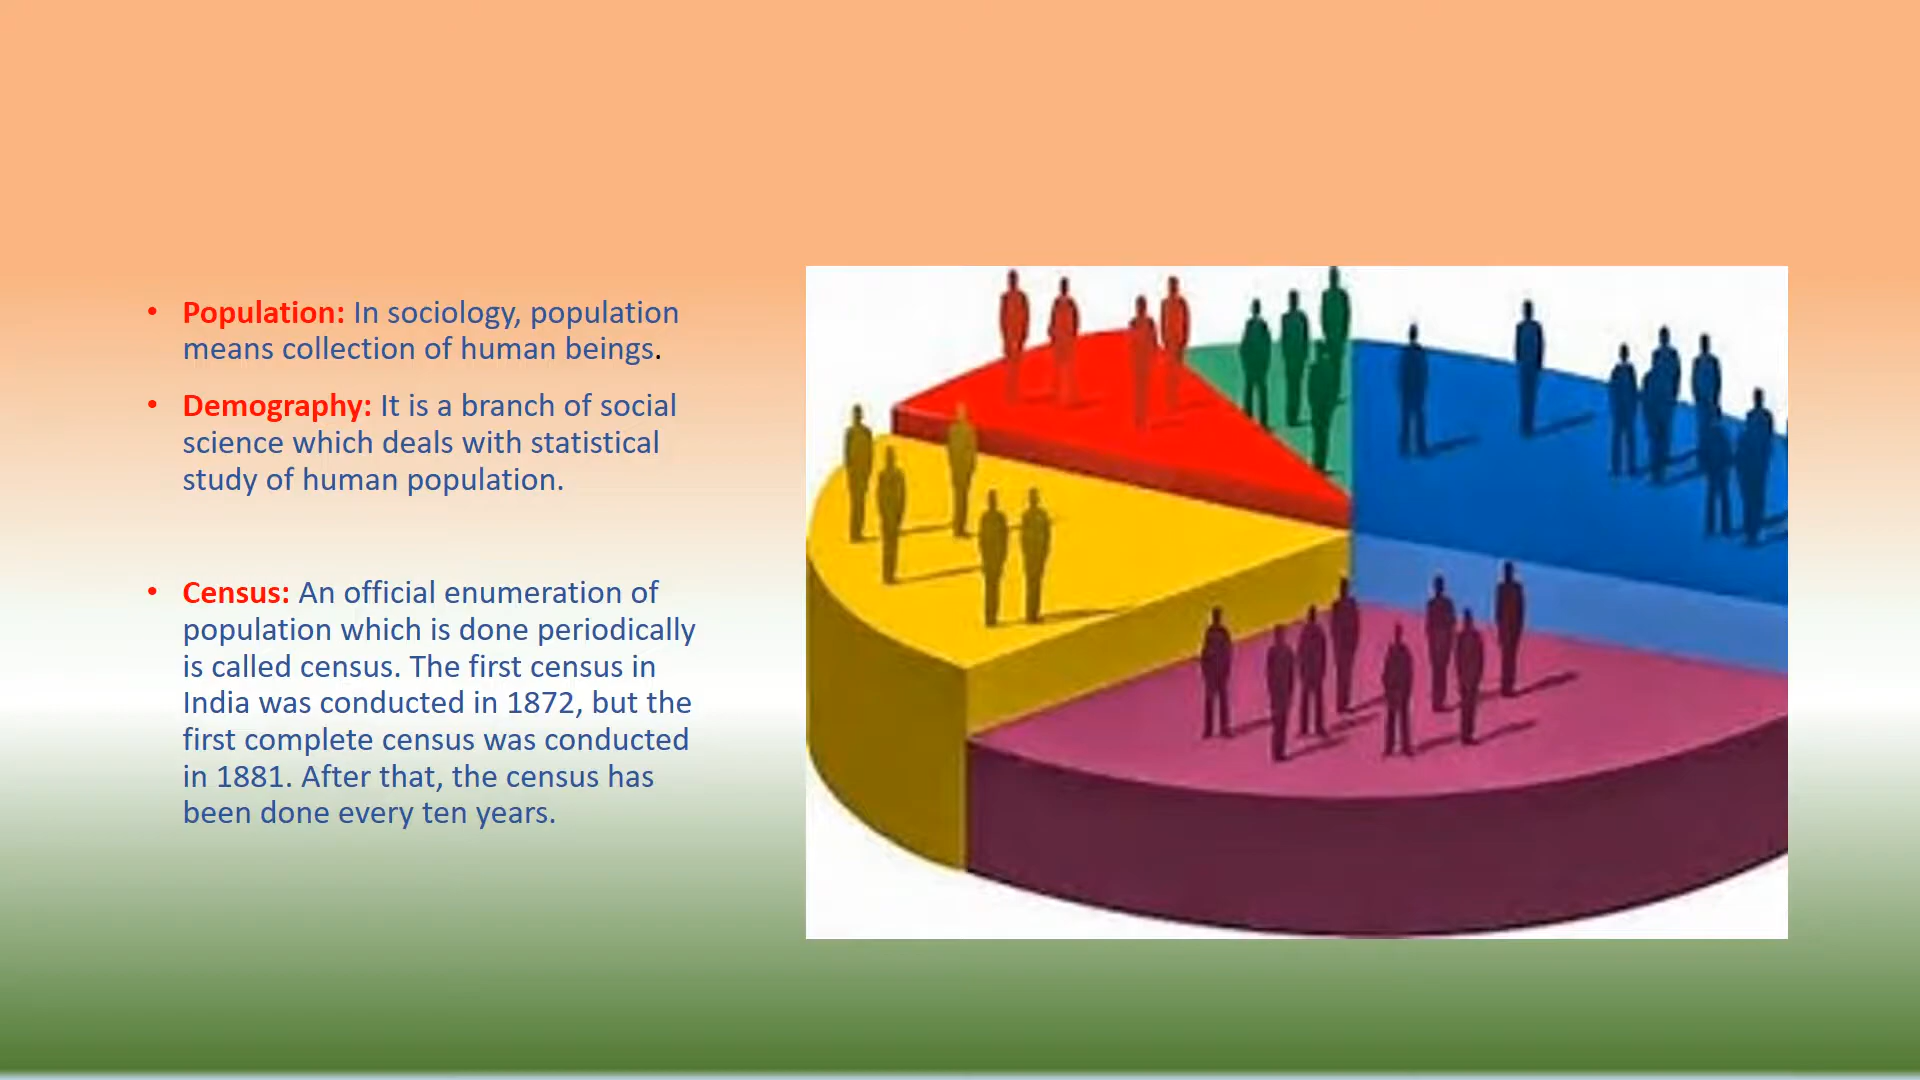 • Population: In sociology, population
means collection of human beings.
• Demography: It is a branch of social
science which deals with statistical
study of human population.
• Census: An official enumeration of
population which is done periodically
is called census. The first census in
India was conducted in 1872, but the
first complete census was conducted
in 1881. After that, the census has
been done every ten years.